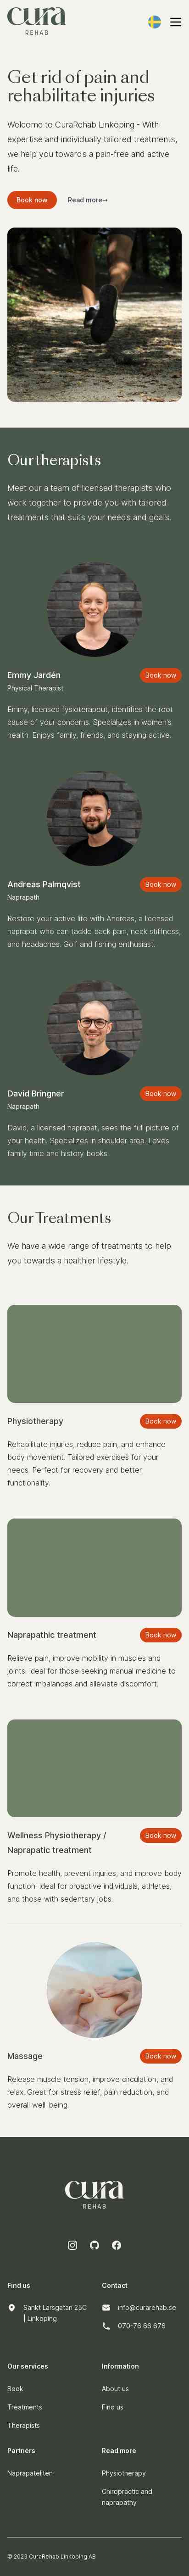 cura
REHAB
Get rid of pain and
rehabilitate injuries
Welcome to CuraRehab Linköping - With
expertise and individually tailored treatments,
we help you towards a pain-free and active
life.
Book now
Read more→
Our therapists
Meet our a team of licensed therapists who
work together to provide you with tailored
treatments that suits your needs and goals.
Emmy Jardén
Book now
Physical Therapist
Emmy, licensed fysioterapeut, identifies the root
cause of your concerns. Specializes in women's
health. Enjoys family, friends, and staying active.
Andreas Palmqvist
Book now
Naprapath
Restore your active life with Andreas, a licensed
naprapat who can tackle back pain, neck stiffness,
and headaches. Golf and fishing enthusiast.
David Bringner
Book now
Naprapath
David, a licensed naprapat, sees the full picture of
your health. Specializes in shoulder area. Loves
family time and history books.
Our Treatments
We have a wide range of treatments to help
you towards a healthier lifestyle.
Physiotherapy
Book now
Rehabilitate injuries, reduce pain, and enhance
body movement. Tailored exercises for your
needs. Perfect for recovery and better
functionality.
Naprapathic treatment
Book now
Relieve pain, improve mobility in muscles and
joints. Ideal for those seeking manual medicine to
correct imbalances and alleviate discomfort.
Wellness Physiotherapy /
Naprapatic treatment
Book now
Promote health, prevent injuries, and improve body
function. Ideal for proactive individuals, athletes,
and those with sedentary jobs.
Massage
Book now
Release muscle tension, improve circulation, and
relax. Great for stress relief, pain reduction, and
overall well-being.
cura
REHAB
Find us
Sankt Larsgatan 25C
| Linköping
Contact
info@curarehab.se
070-76 66 676
Our services
Book
Treatments
Therapists
Information
About us
Find us
Partners
Naprapateliten
Read more
Physiotherapy
Chiropractic and
naprapathy
© 2023 CuraRehab Linköping AB